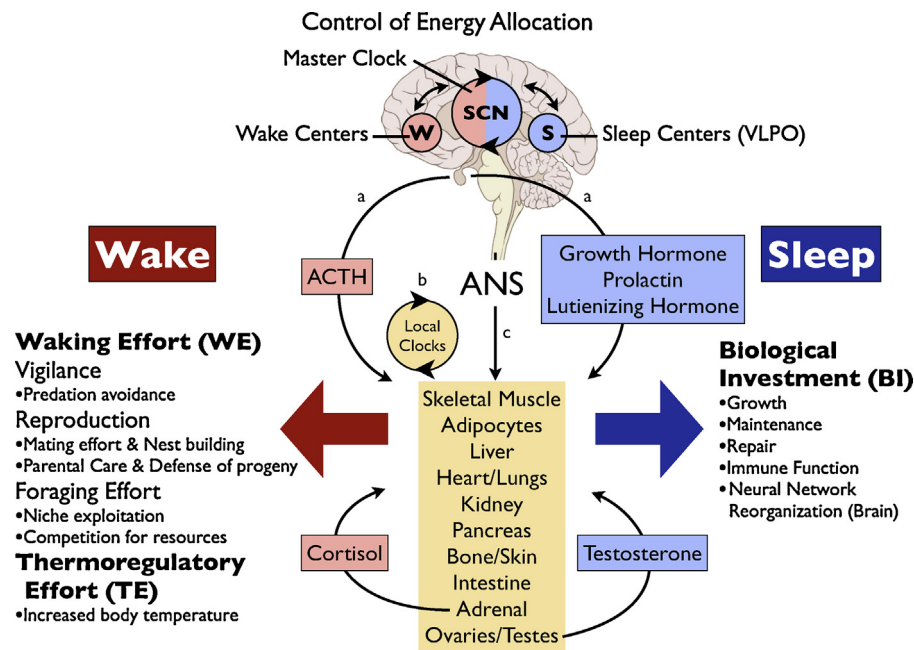 Control of Energy Allocation
Master Clock
SCN
W
S
Wake Centers
Sleep Centers (VLPO)
a
a
Wake
Sleep
ACTH
Growth Hormone
Prolactin
Lutienizing Hormone
ANS
b
Local
Clocks
c
Waking Effort (WE)
Vigilance
•Predation avoidance
Reproduction
•Mating effort & Nest building
•Parental Care & Defense of progeny
Foraging Effort
•Niche exploitation
•Competition for resources
Thermoregulatory
Effort (TE)
•Increased body temperature
Skeletal Muscle
Adipocytes
Liver
Heart/Lungs
Kidney
Pancreas
Bone/Skin
Intestine
Adrenal
Ovaries/Testes
Cortisol
Testosterone
Biological
Investment (BI)
•Growth
•Maintenance
•Repair
•Immune Function
•Neural Network
Reorganization (Brain)